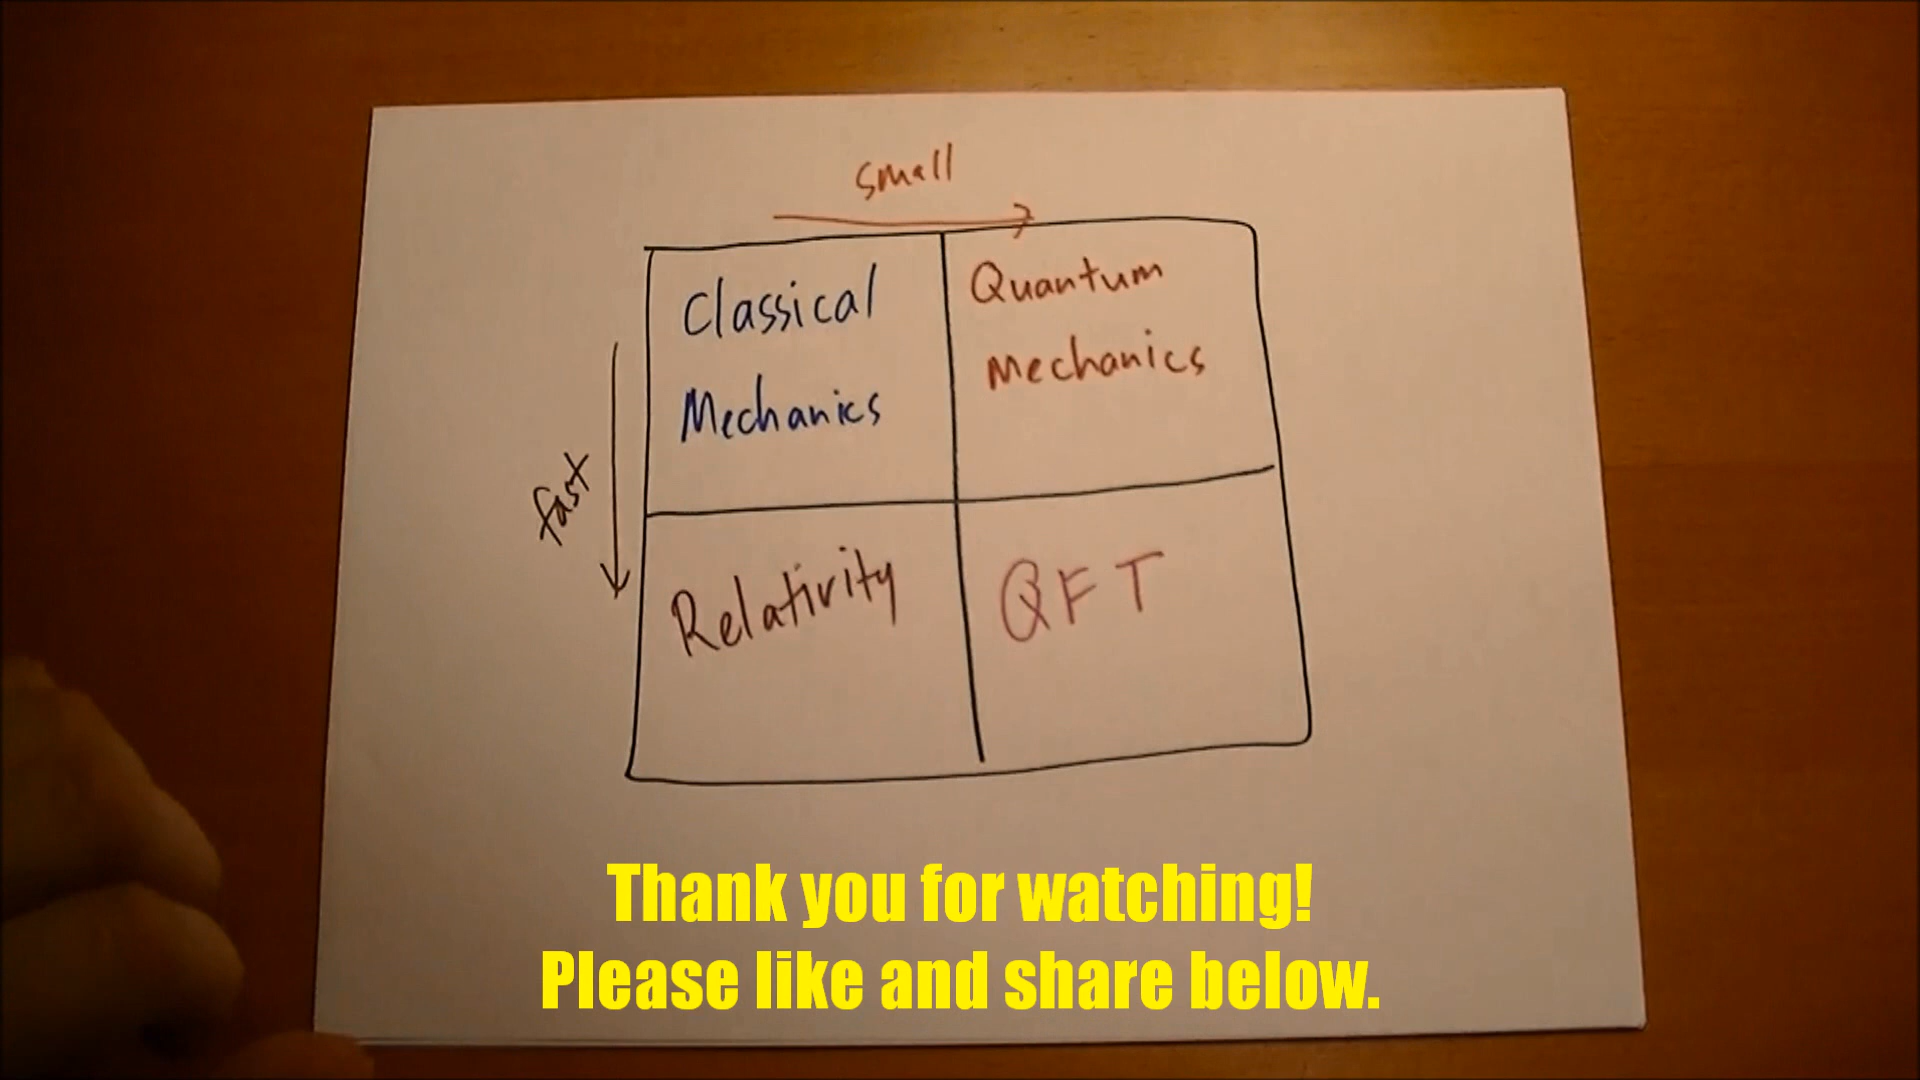 small
Classical
Mechanics
Quantum
Mechanics
fast
Relativity
QFT
Thank you for watching!
Please like and share below.